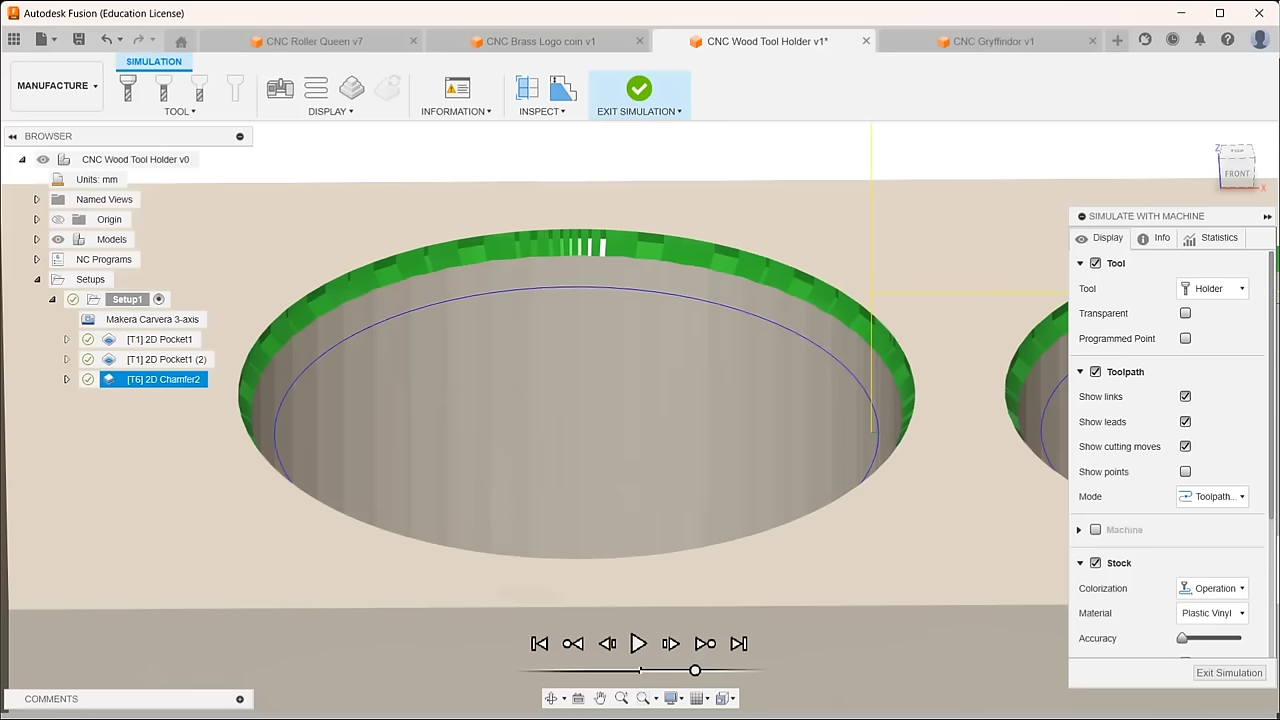 Autodesk Fusion (Education License)
CNC Roller Queen v7
CNC Brass Logo coin v1
CNC Wood Tool Holder v1*
CNC Gryffindor v1
SIMULATION
MANUFACTURE
TOOL
DISPLAY
INFORMATION
INSPECT
EXIT SIMULATION
BROWSER
CNC Wood Tool Holder v0
Units: mm
Named Views
Origin
Models
NC Programs
Setups
Setup1
Makera Carvera 3-axis
[T1] 2D Pocket1
[T1] 2D Pocket1 (2)
[T6] 2D Chamfer2
Z
TOP
FRONT
X
SIMULATE WITH MACHINE
Display Info Statistics
Tool
Tool Holder
Transparent
Programmed Point
Toolpath
Show links
Show leads
Show cutting moves
Show points
Mode Toolpath...
Machine
Stock
Colorization Operation
Material Plastic Vinyl
Accuracy
Exit Simulation
COMMENTS